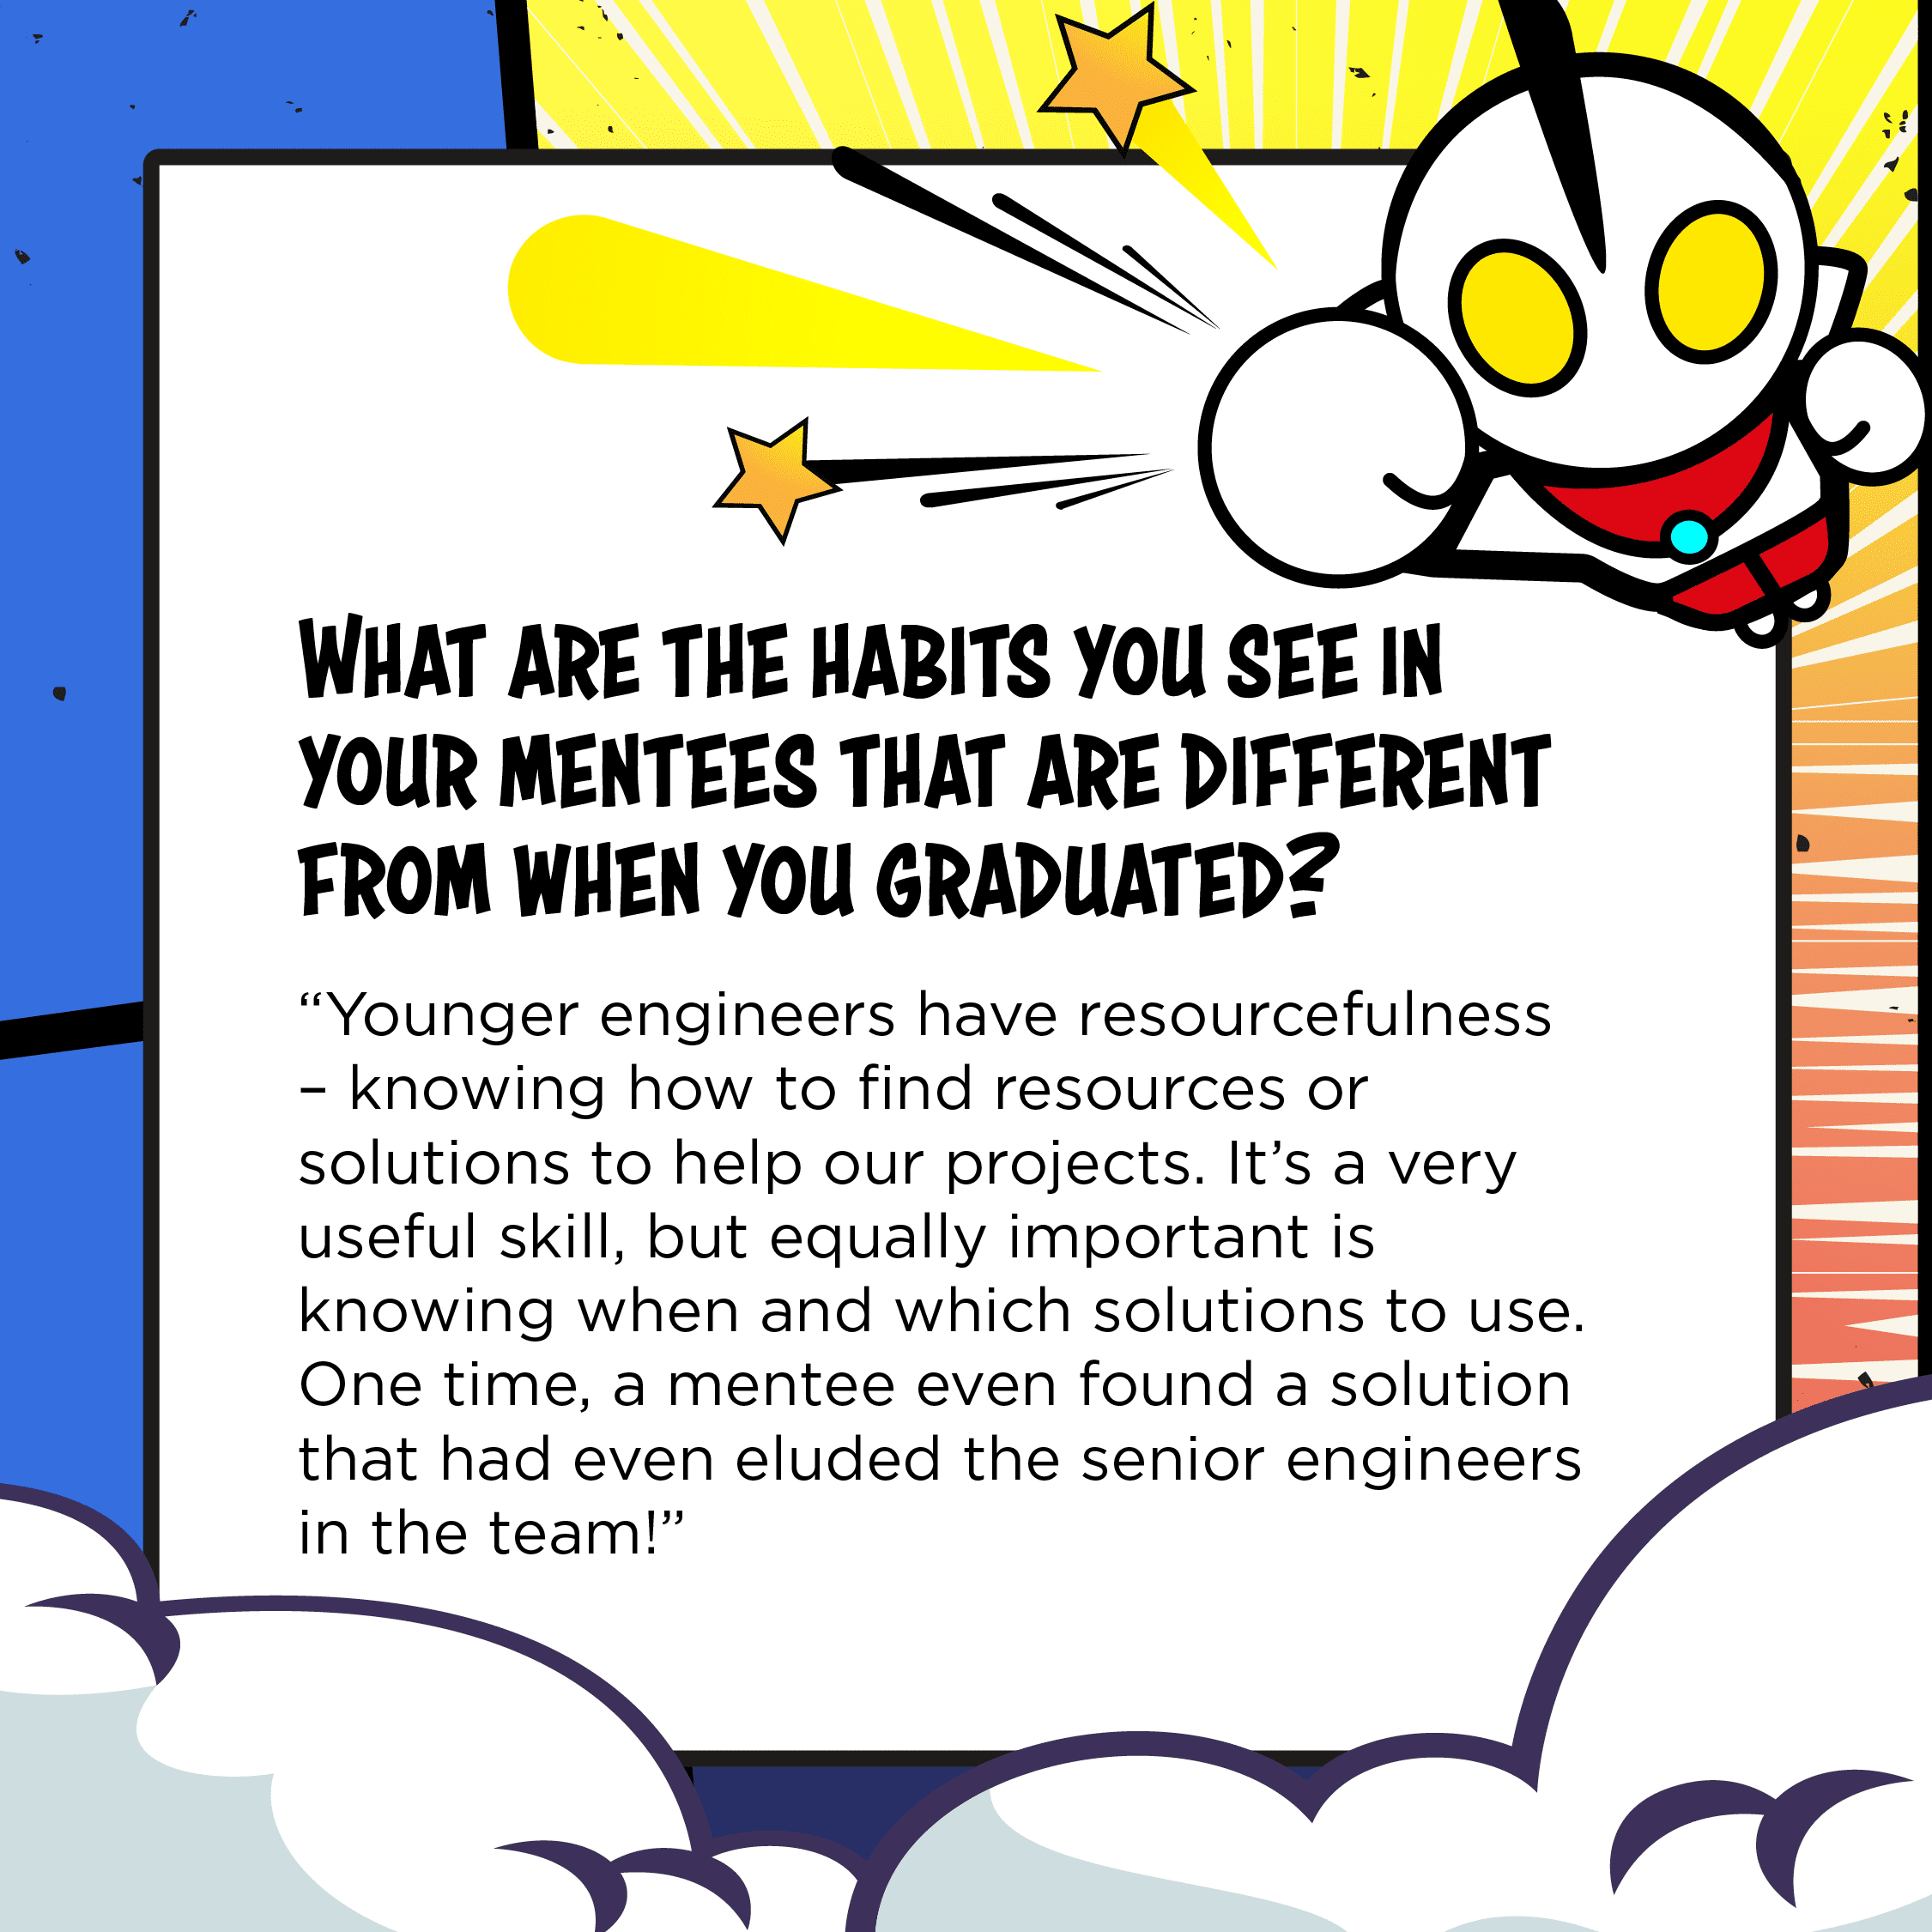 What are the habits you see in
your mentees that are different
from when you graduated?
“Younger engineers have resourcefulness
– knowing how to find resources or
solutions to help our projects. It’s a very
useful skill, but equally important is
knowing when and which solutions to use.
One time, a mentee even found a solution
that had even eluded the senior engineers
in the team!”